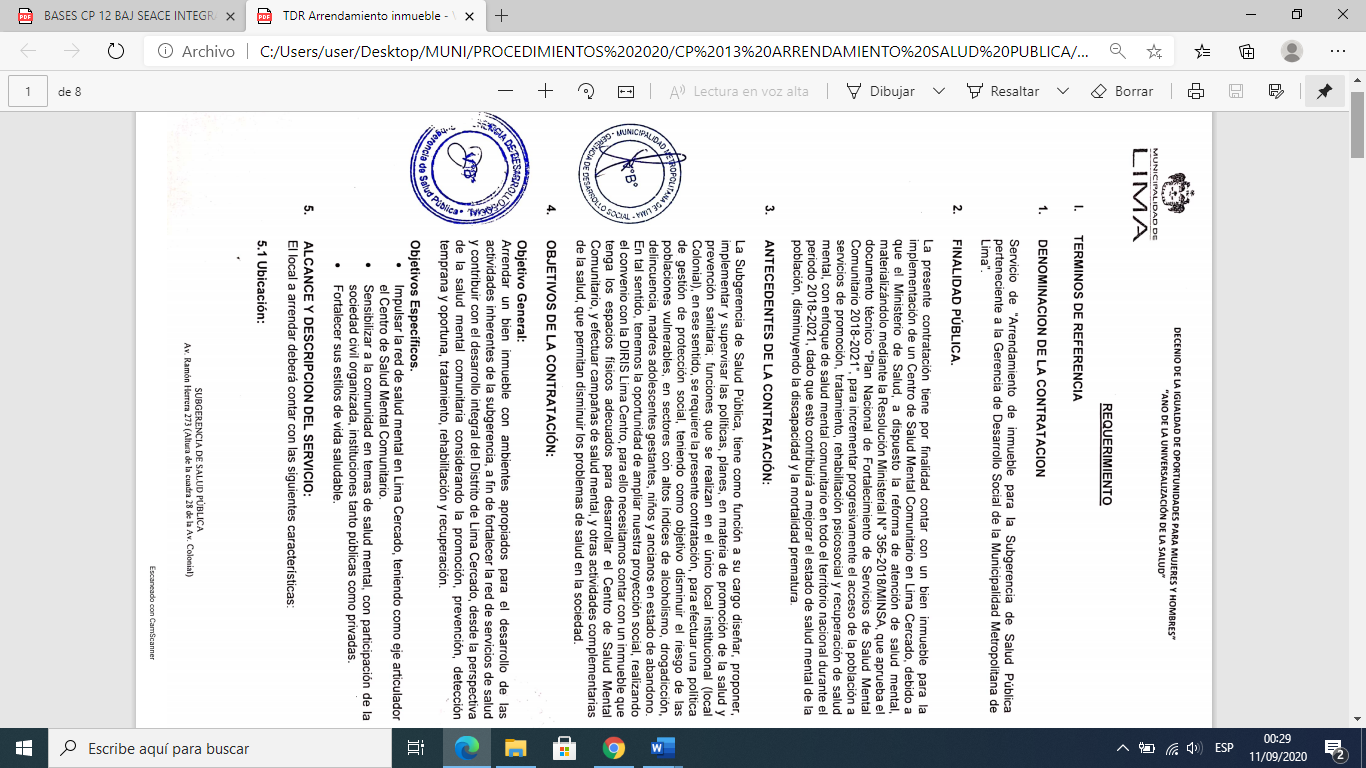 BASES CP 12 BAJ SEACE INTEGRA
TDR Arrendamiento inmueble - V
Archivo
C:/Users/user/Desktop/MUNI/PROCEDIMIENTOS%202020/CP%2013%20ARRENDAMIENTO%20SALUD%20PUBLICA/...
1
de 8
Lectura en voz alta
Dibujar
Resaltar
Borrar
MUNICIPALIDAD DE
LIMA
DECENIO DE LA IGUALDAD DE OPORTUNIDADES PARA MUJERES Y HOMBRES"
"AÑO DE LA UNIVERSALIZACIÓN DE LA SALUD"
REQUERIMIENTO
I. TERMINOS DE REFERENCIA
1. DENOMINACION DE LA CONTRATACION
Servicio de "Arrendamiento de inmueble para la Subgerencia de Salud Pública
perteneciente a la Gerencia de Desarrollo Social de la Municipalidad Metropolitana de
Lima".
2. FINALIDAD PÚBLICA.
La presente contratación tiene por finalidad contar con un bien inmueble para la
implementación de un Centro de Salud Mental Comunitario en Lima Cercado, debido a
que el Ministerio de Salud, a dispuesto la reforma de atención de salud mental,
materializándolo mediante la Resolución Ministerial N° 356-2018/MINSA, que aprueba el
documento técnico "Plan Nacional de Fortalecimiento de Servicios de Salud Mental
Comunitario 2018-2021", para incrementar progresivamente el acceso de la población a
servicios de promoción, tratamiento, rehabilitación psicosocial y recuperación de salud
mental, con enfoque de salud mental comunitario en todo el territorio nacional durante el
periodo 2018-2021, dado que esto contribuirá a mejorar el estado de salud mental de la
población, disminuyendo la discapacidad y la mortalidad prematura.
3. ANTECEDENTES DE LA CONTRATACIÓN:
La Subgerencia de Salud Pública, tiene como función a su cargo diseñar, proponer,
implementar y supervisar las políticas, planes, en materia de promoción de la salud y
prevención sanitaria; funciones que se realizan en el único local institucional (local
Colonial), en ese sentido, se requiere la presente contratación, para efectuar una política
de gestión de protección social, teniendo como objetivo disminuir el riesgo de las
poblaciones vulnerables, en sectores con altos índices de alcoholismo, drogadicción,
delincuencia, madres adolescentes gestantes, niños y ancianos en estado de abandono.
En tal sentido, tenemos la oportunidad de ampliar nuestra proyección social, realizando
el convenio con la DIRIS Lima Centro, para ello necesitamos contar con un inmueble que
tenga los espacios físicos adecuados para desarrollar el Centro de Salud Mental
Comunitario, y efectuar campañas de salud mental, y otras actividades complementarias
de la salud, que permitan disminuir los problemas de salud en la sociedad.
MUNICIPALIDAD METROPOLITANA DE LIMA
GERENCIA DE DESARROLLO SOCIAL
V°B°
4. OBJETIVOS DE LA CONTRATACIÓN:
Objetivo General:
Arrendar un bien inmueble con ambientes apropiados para el desarrollo de las
actividades inherentes de la subgerencia, a fin de fortalecer la red de servicios de salud
y contribuir con el desarrollo integral del Distrito de Lima Cercado, desde la perspectiva
de la salud mental comunitaria considerando la promoción, prevención, detección
temprana y oportuna, tratamiento, rehabilitación y recuperación.
Subgerencia de Salud Pública
Objetivos Específicos.
• Impulsar la red de salud mental en Lima Cercado, teniendo como eje articulador
el Centro de Salud Mental Comunitario.
• Sensibilizar a la comunidad en temas de salud mental, con participación de la
sociedad civil organizada, instituciones tanto públicas como privadas.
• Fortalecer sus estilos de vida saludable.
5. ALCANCE Y DESCRIPCION DEL SERVICIO:
El local a arrendar deberá contar con las siguientes características:
5.1 Ubicación:
SUBGERENCIA DE SALUD PÚBLICA
Av. Ramón Herrera 273 (Altura de la cuadra 28 de la Av. Colonial)
Escaneado con CamScanner
Escribe aquí para buscar
ESP
00:29
11/09/2020
2